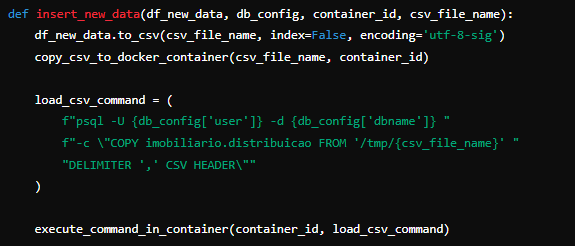 def insert_new_data(df_new_data, db_config, container_id, csv_file_name):
    df_new_data.to_csv(csv_file_name, index=False, encoding='utf-8-sig')
    copy_csv_to_docker_container(csv_file_name, container_id)

    load_csv_command = (
        f"psql -U {db_config['user']} -d {db_config['dbname']} "
        f"-c \"COPY imobiliario.distribuicao FROM '/tmp/{csv_file_name}' "
        "DELIMITER ',' CSV HEADER\""
    )

    execute_command_in_container(container_id, load_csv_command)